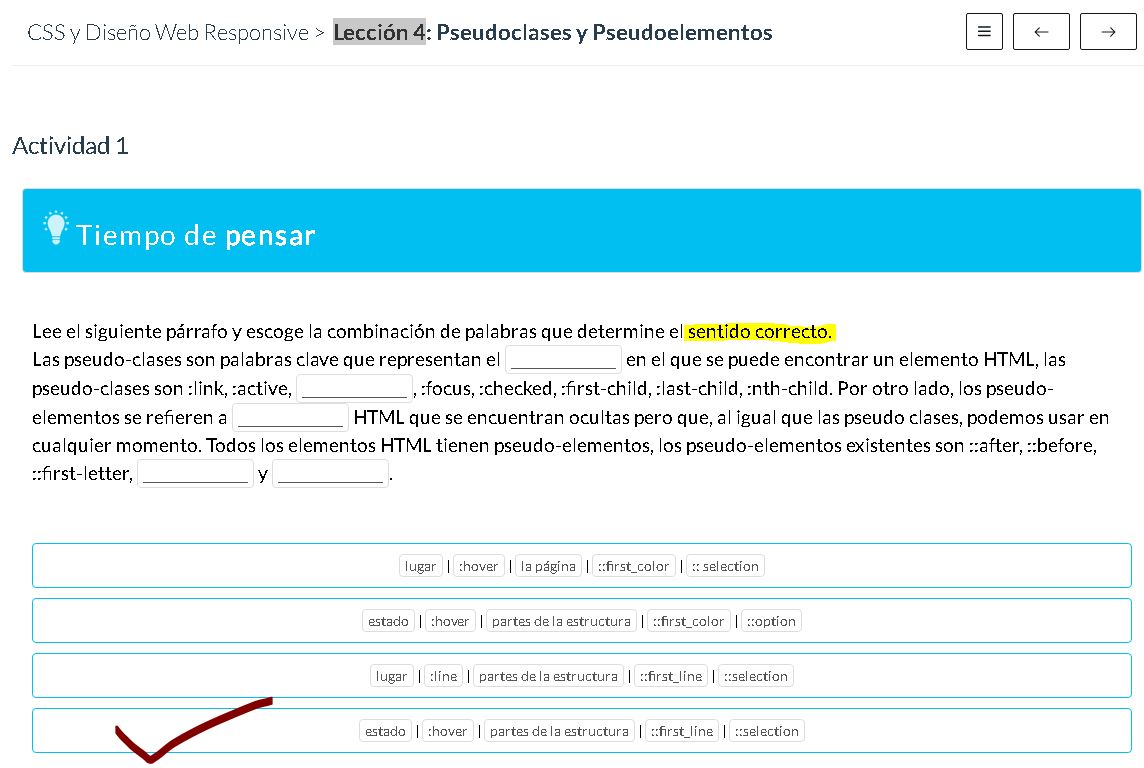 CSS y Diseño Web Responsive > Lección 4: Pseudoclases y Pseudoelementos
Actividad 1
Tiempo de pensar
Lee el siguiente párrafo y escoge la combinación de palabras que determine el sentido correcto.
Las pseudo-clases son palabras clave que representan el ____________ en el que se puede encontrar un elemento HTML, las
pseudo-clases son :link, :active, ____________, :focus, :checked, :first-child, :last-child, :nth-child. Por otro lado, los pseudo-
elementos se refieren a ____________ HTML que se encuentran ocultas pero que, al igual que las pseudo clases, podemos usar en
cualquier momento. Todos los elementos HTML tienen pseudo-elementos, los pseudo-elementos existentes son ::after, ::before,
::first-letter, ____________ y ____________.
lugar | :hover | la página | ::first_color | :: selection
estado | :hover | partes de la estructura | ::first_color | ::option
lugar | :line | partes de la estructura | ::first_line | ::selection
estado | :hover | partes de la estructura | ::first_line | ::selection